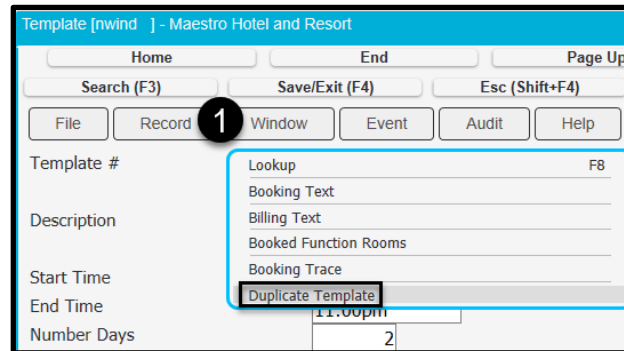 Template [nwind ] - Maestro Hotel and Resort
Home End Page Up
Search (F3) Save/Exit (F4) Esc (Shift+F4)
File Record 1 Window Event Audit Help
Template #
Lookup F8
Booking Text
Description
Billing Text
Booked Function Rooms
Start Time
Booking Trace
Duplicate Template
End Time
11:00pm
Number Days 2